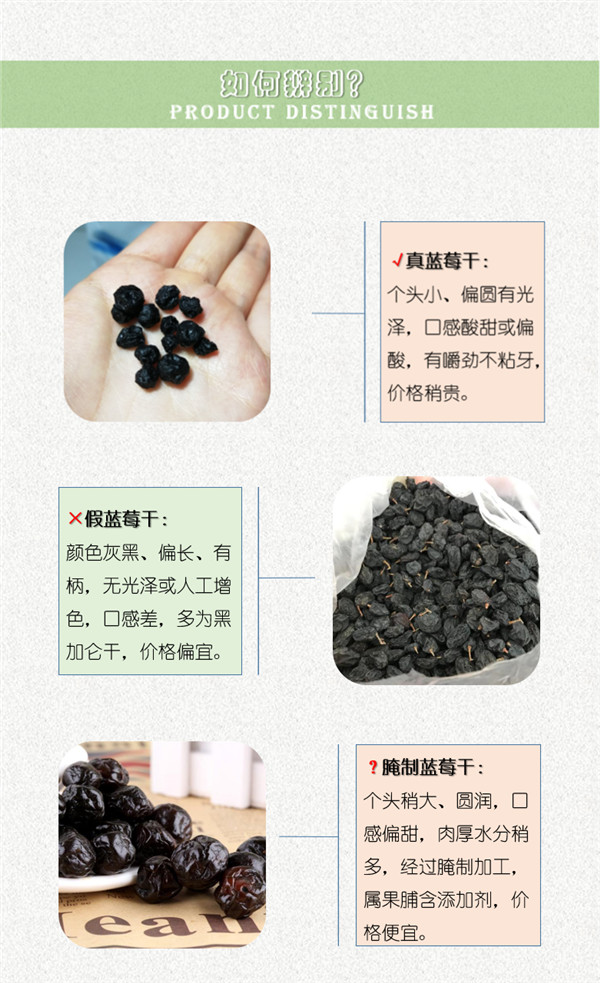 如何辨别？
PRODUCT DISTINGUISH
√真蓝莓干：
个头小、偏圆有光
泽，口感酸甜或偏
酸，有嚼劲不粘牙，
价格稍贵。
×假蓝莓干：
颜色灰黑、偏长、有
柄，无光泽或人工增
色，口感差，多为黑
加仑干，价格偏宜。
？腌制蓝莓干：
个头稍大、圆润，口
感偏甜，肉厚水分稍
多，经过腌制加工，
属果脯含添加剂，价
格便宜。
Jean